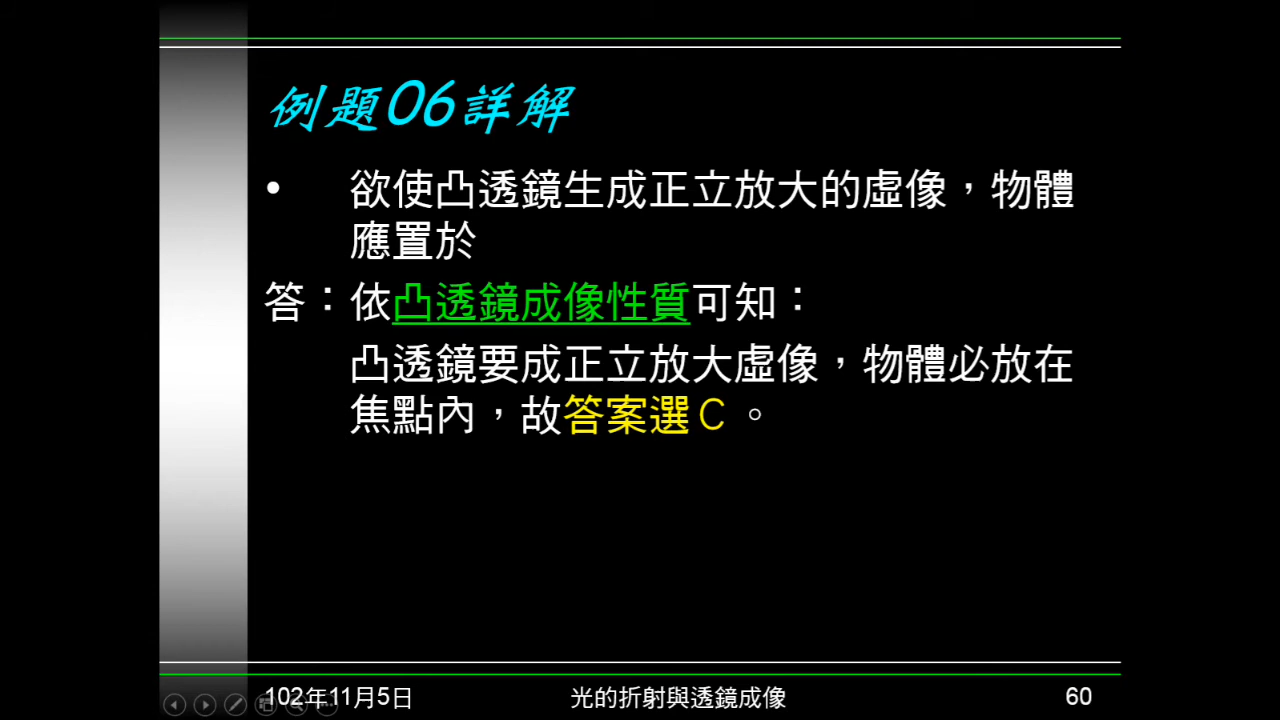 例題06詳解
• 欲使凸透鏡生成正立放大的虛像，物體
應置於
答：依凸透鏡成像性質可知：
凸透鏡要成正立放大虛像，物體必放在
焦點內，故答案選Ｃ。
102年11月5日 光的折射與透鏡成像 60